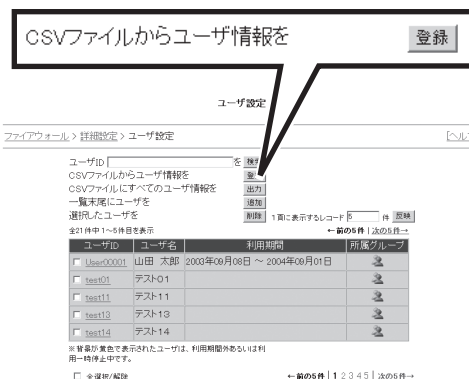 CSVファイルからユーザ情報を 登録
ユーザ設定
ファイアウォール > 詳細設定 > ユーザ設定 [ヘル
ユーザID を 検索
CSVファイルからユーザ情報を
CSVファイルにすべてのユーザ情報を 出力
一覧末尾にユーザを 追加
選択したユーザを 削除 1頁に表示するレコード 5 件 反映
全21件中 1~5件目を表示 ←前の5件 | 次の5件→
ユーザID ユーザ名 利用期間 所属グループ
User00001 山田 太郎 2003年09月08日 ~ 2004年09月01日
test01 テスト01
test11 テスト11
test13 テスト13
test14 テスト14
※背景が黄色で表示されたユーザは、利用期間外あるいは利
用一時停止中です。
全選択/解除 ←前の5件 | 1 2 3 4 5 | 次の5件→